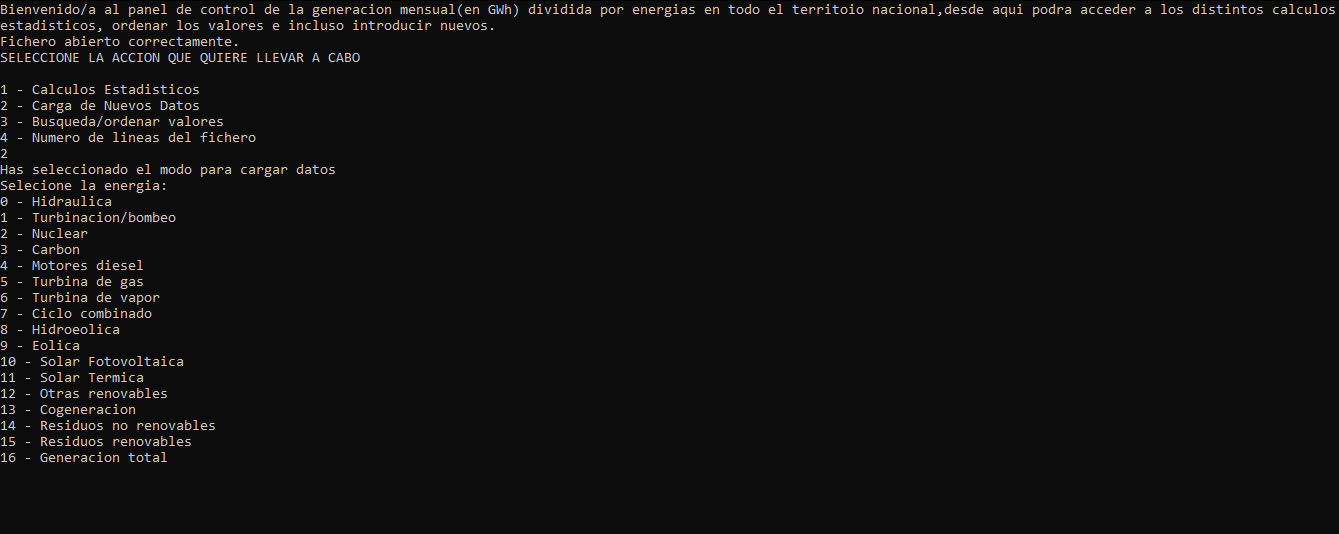 Bienvenido/a al panel de control de la generacion mensual(en GWh) dividida por energias en todo el territoio nacional,desde aqui podra acceder a los distintos calculos
estadisticos, ordenar los valores e incluso introducir nuevos.
Fichero abierto correctamente.
SELECCIONE LA ACCION QUE QUIERE LLEVAR A CABO
1 - Calculos Estadisticos
2 - Carga de Nuevos Datos
3 - Busqueda/ordenar valores
4 - Numero de lineas del fichero
2
Has seleccionado el modo para cargar datos
Selecione la energia:
0 - Hidraulica
1 - Turbinacion/bombeo
2 - Nuclear
3 - Carbon
4 - Motores diesel
5 - Turbina de gas
6 - Turbina de vapor
7 - Ciclo combinado
8 - Hidroeolica
9 - Eolica
10 - Solar Fotovoltaica
11 - Solar Termica
12 - Otras renovables
13 - Cogeneracion
14 - Residuos no renovables
15 - Residuos renovables
16 - Generacion total